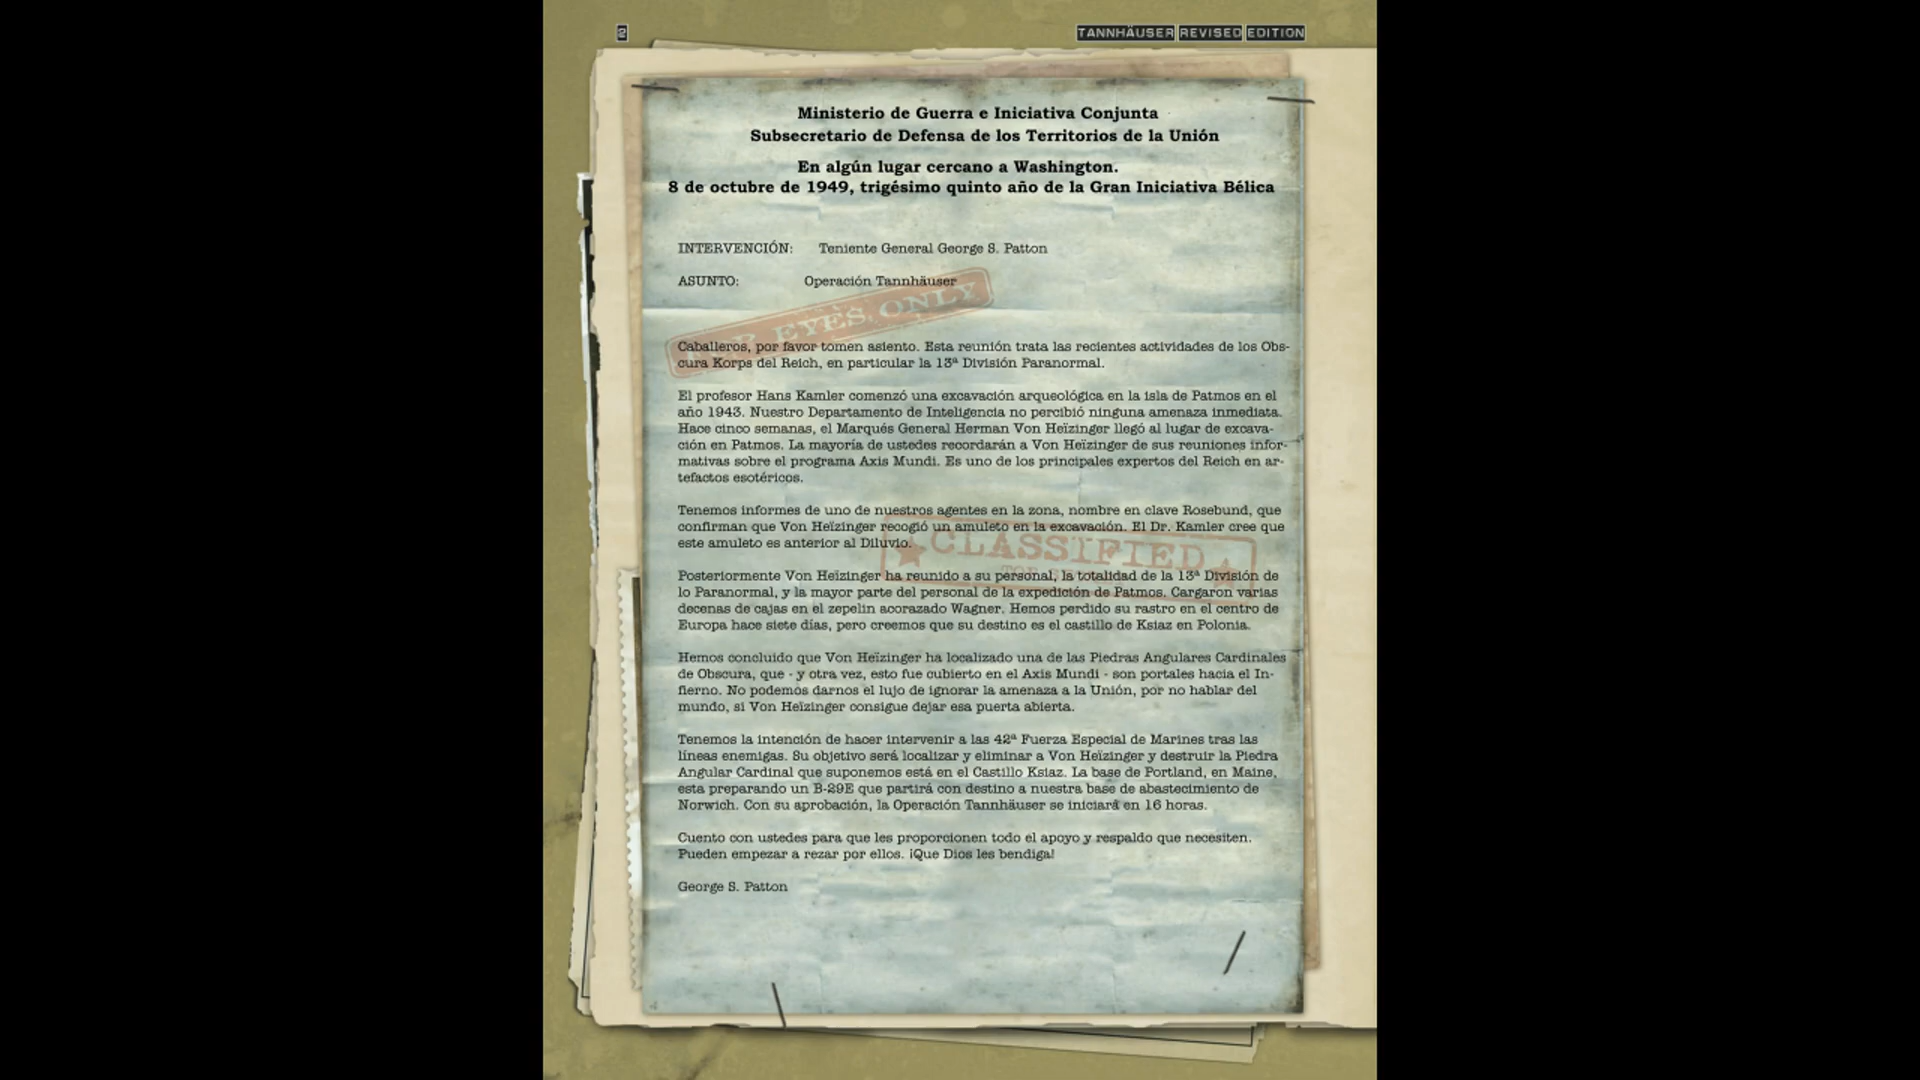 2
TANNHÄUSER REVISED EDITION
Ministerio de Guerra e Iniciativa Conjunta
Subsecretario de Defensa de los Territorios de la Unión
En algún lugar cercano a Washington.
8 de octubre de 1949, trigésimo quinto año de la Gran Iniciativa Bélica
INTERVENCIÓN: Teniente General George S. Patton
ASUNTO: Operación Tannhäuser
EYES ONLY
Caballeros, por favor tomen asiento. Esta reunión trata las recientes actividades de los Obs-
cura Korps del Reich, en particular la 13ª División Paranormal.
El profesor Hans Kamler comenzó una excavación arqueológica en la isla de Patmos en el
año 1943. Nuestro Departamento de Inteligencia no percibió ninguna amenaza inmediata.
Hace cinco semanas, el Marqués General Herman Von Heïzinger llegó al lugar de excava-
ción en Patmos. La mayoría de ustedes recordarán a Von Heïzinger de sus reuniones infor-
mativas sobre el programa Axis Mundi. Es uno de los principales expertos del Reich en ar-
tefactos esotéricos.
Tenemos informes de uno de nuestros agentes en la zona, nombre en clave Rosebund, que
confirman que Von Heïzinger recogió un amuleto en la excavación. El Dr. Kamler cree que
este amuleto es anterior al Diluvio.
CLASSIFIED
Posteriormente Von Heïzinger ha reunido a su personal, la totalidad de la 13ª División de
lo Paranormal, y la mayor parte del personal de la expedición de Patmos. Cargaron varias
decenas de cajas en el zepelín acorazado Wagner. Hemos perdido su rastro en el centro de
Europa hace siete días, pero creemos que su destino es el castillo de Ksiaz en Polonia.
Hemos concluido que Von Heïzinger ha localizado una de las Piedras Angulares Cardinales
de Obscura, que - y otra vez, esto fue cubierto en el Axis Mundi - son portales hacia el In-
fierno. No podemos darnos el lujo de ignorar la amenaza a la Unión, por no hablar del
mundo, si Von Heïzinger consigue dejar esa puerta abierta.
Tenemos la intención de hacer intervenir a las 42ª Fuerza Especial de Marines tras las
líneas enemigas. Su objetivo será localizar y eliminar a Von Heïzinger y destruir la Piedra
Angular Cardinal que suponemos está en el Castillo Ksiaz. La base de Portland, en Maine,
esta preparando un B-29E que partirá con destino a nuestra base de abastecimiento de
Norwich. Con su aprobación, la Operación Tannhäuser se iniciará en 16 horas.
Cuento con ustedes para que les proporcionen todo el apoyo y respaldo que necesiten.
Pueden empezar a rezar por ellos. ¡Que Dios les bendiga!
George S. Patton